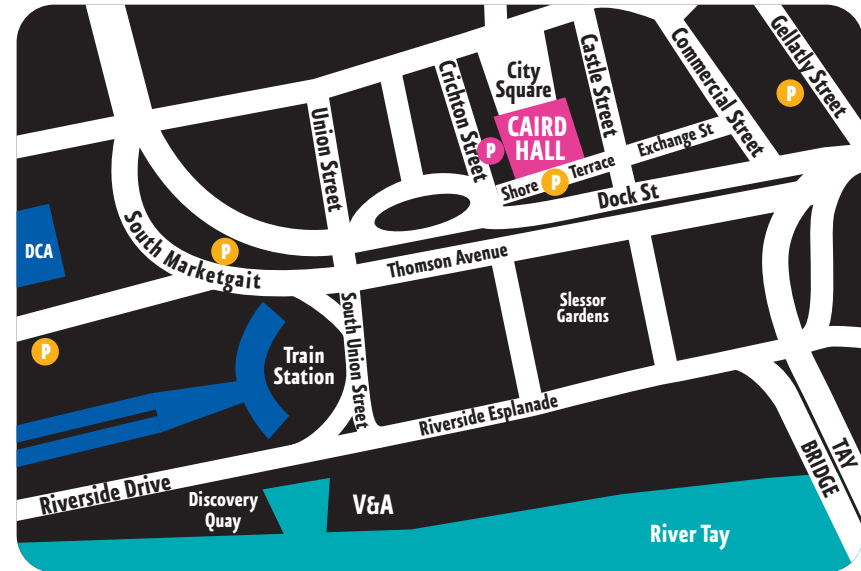 Gellatly Street
Commercial Street
Castle Street
City
Square
Crichton Street
P
Union Street
CAIRD
HALL
P
Exchange St
Shore
P
Terrace
Dock St
South Marketgait
P
DCA
Thomson Avenue
South Union Street
Slessor
Gardens
P
Train
Station
Riverside Esplanade
TAY
BRIDGE
Riverside Drive
Discovery
Quay
V&A
River Tay